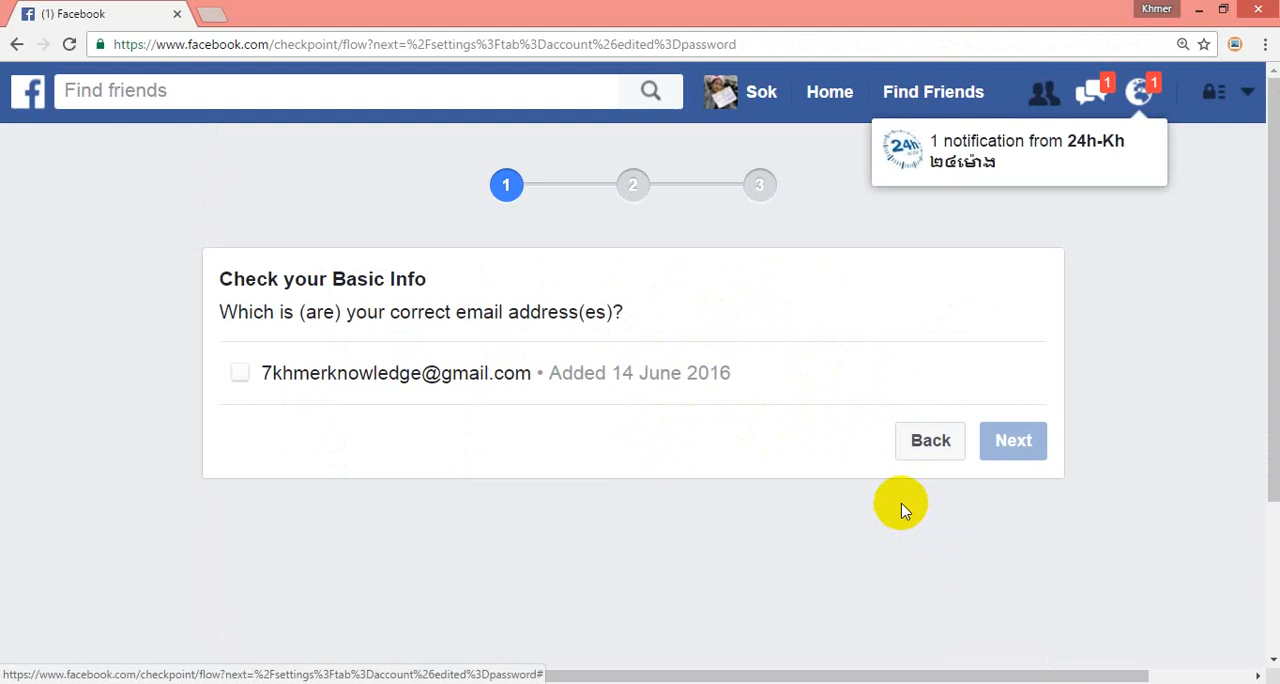 (1) Facebook
Khmer
https://www.facebook.com/checkpoint/flow?next=%2Fsettings%3Ftab%3Daccount%26edited%3Dpassword
Find friends
Sok
Home
Find Friends
1
1
1 notification from 24h-Kh
២៤ម៉ោង
24h
1
2
3
Check your Basic Info
Which is (are) your correct email address(es)?
7khmerknowledge@gmail.com • Added 14 June 2016
Back
Next
https://www.facebook.com/checkpoint/flow?next=%2Fsettings%3Ftab%3Daccount%26edited%3Dpassword#